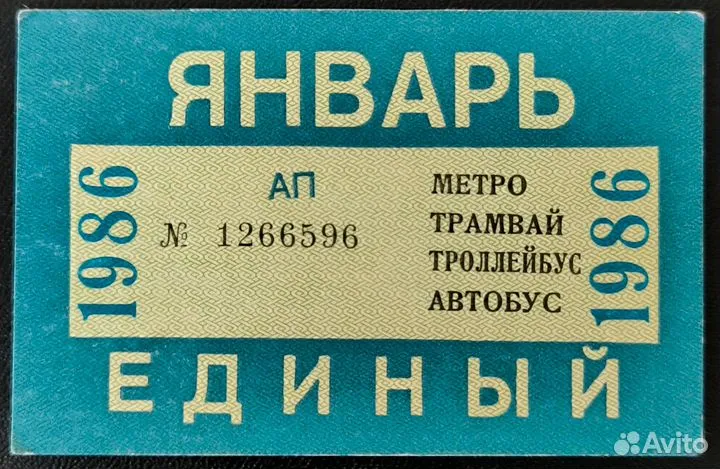 ЯНВАРЬ
1986
АП
№ 1266596
МЕТРО
ТРАМВАЙ
ТРОЛЛЕЙБУС
АВТОБУС
1986
ЕДИНЫЙ
Avito